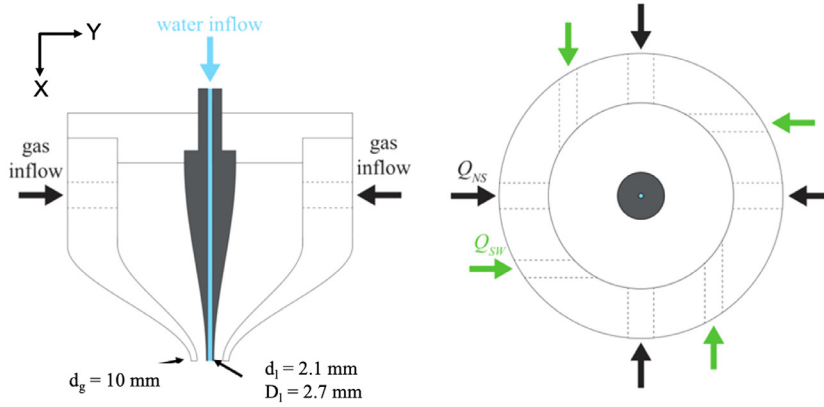 water inflow
Y
X
gas
inflow
gas
inflow
d_g = 10 mm
d_l = 2.1 mm
D_l = 2.7 mm
Q_NS
Q_SW